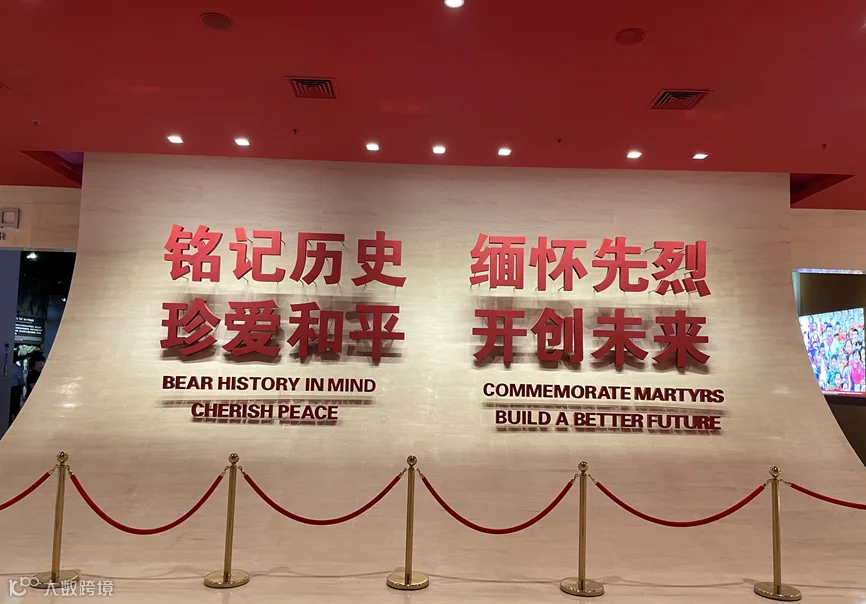 铭记历史
珍爱和平
BEAR HISTORY IN MIND
CHERISH PEACE
缅怀先烈
开创未来
COMMEMORATE MARTYRS
BUILD A BETTER FUTURE
大数跨境